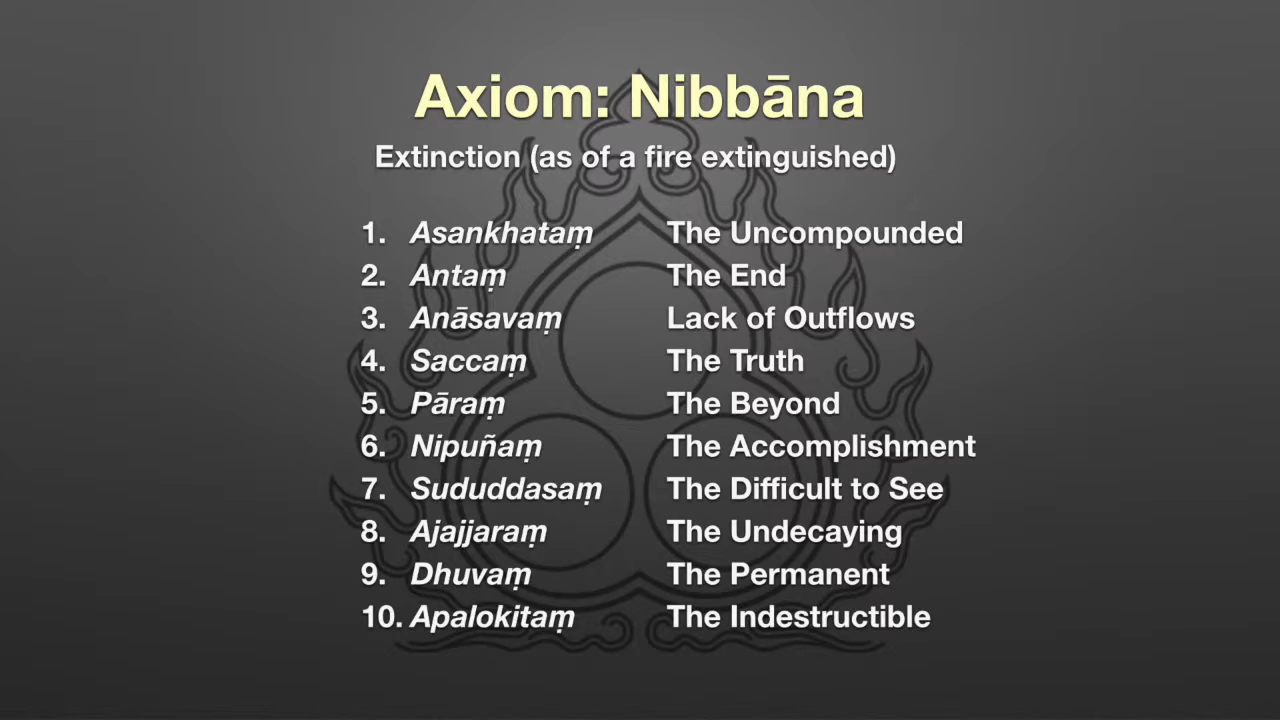 Axiom: Nibbāna
Extinction (as of a fire extinguished)
1. Asankhataṃ The Uncompounded
2. Antaṃ The End
3. Anāsavaṃ Lack of Outflows
4. Saccaṃ The Truth
5. Pāraṃ The Beyond
6. Nipuñaṃ The Accomplishment
7. Sududdasaṃ The Difficult to See
8. Ajajjaraṃ The Undecaying
9. Dhuvaṃ The Permanent
10. Apalokitaṃ The Indestructible